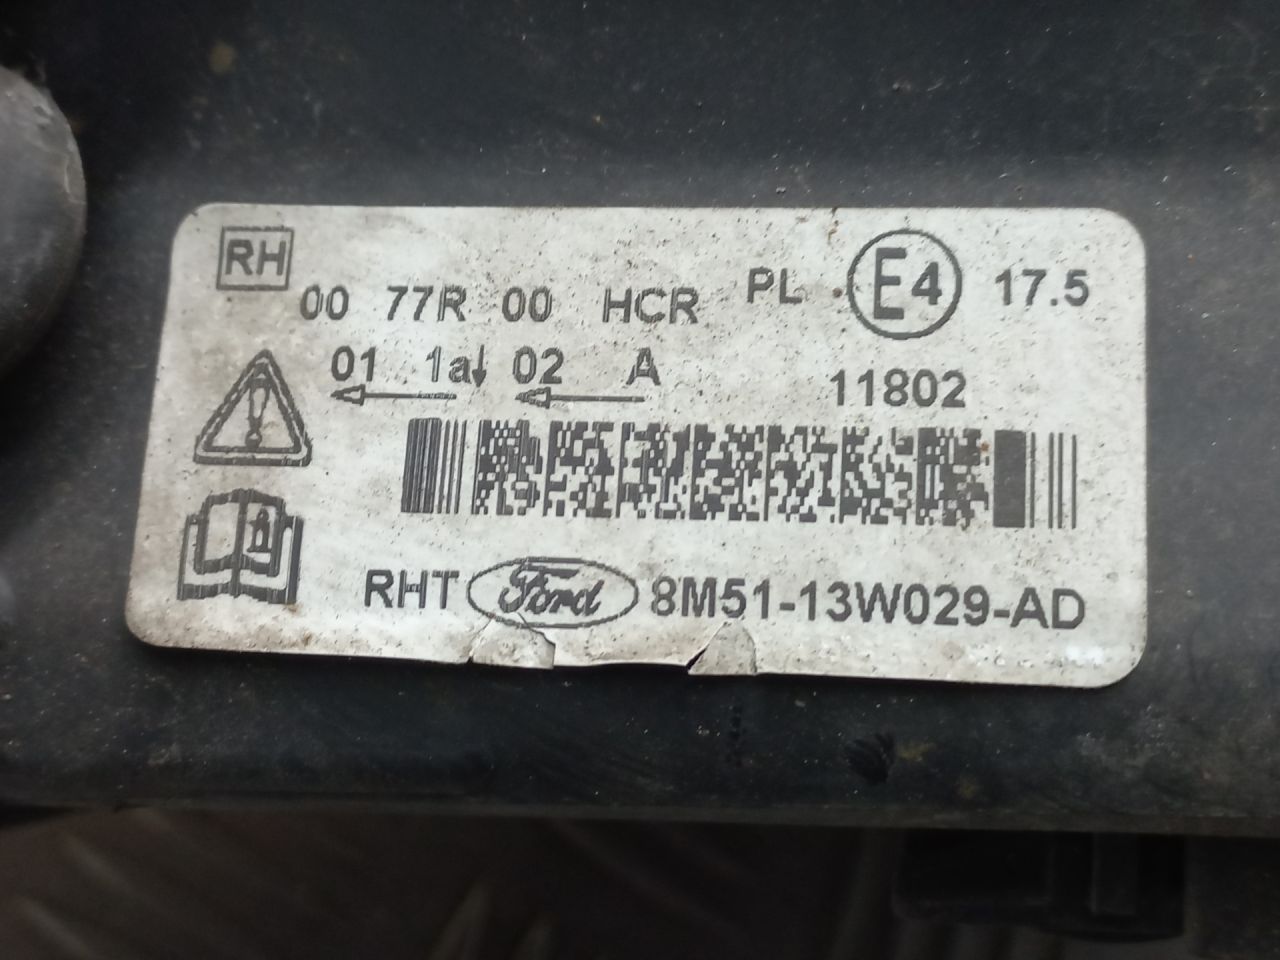 RH
00 77R 00 HCR PL E4 17.5
01 1a↓ 02 A 11802
RHT Ford 8M51-13W029-AD